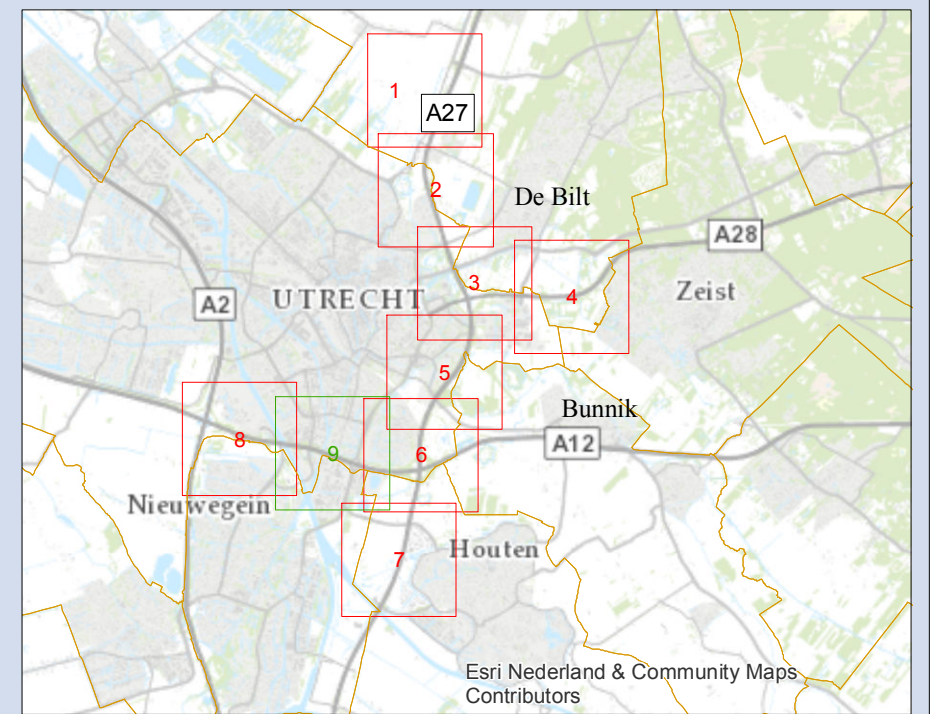 1
A27
2
De Bilt
A28
3
4
Zeist
A2
UTRECHT
5
Bunnik
8
9
6
A12
Nieuwegein
7
Houten
Esri Nederland & Community Maps
Contributors